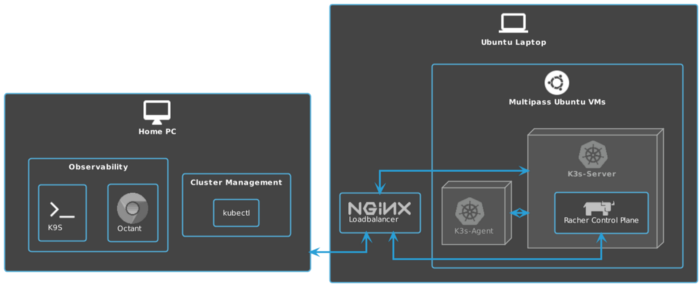 Ubuntu Laptop
Multipass Ubuntu VMs
Home PC
Observability
K9S
Octant
Cluster Management
kubectl
NGiNX
Loadbalancer
K3s-Server
K3s-Agent
Racher Control Plane